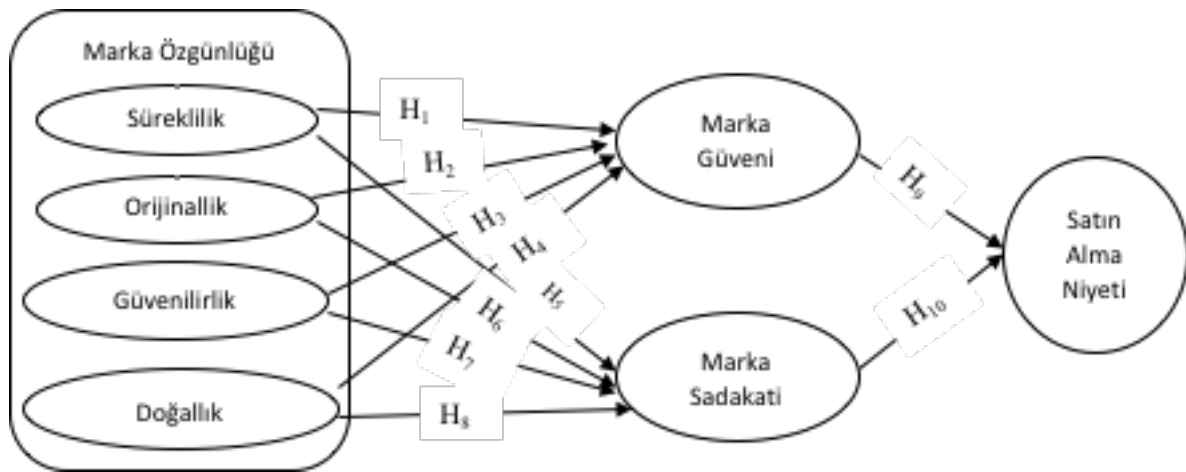 Marka Özgünlüğü
Süreklilik
Orijinallik
Güvenilirlik
Doğallık
H1
H2
H3
H4
H5
H6
H7
H8
Marka
Güveni
Marka
Sadakati
H9
H10
Satın
Alma
Niyeti